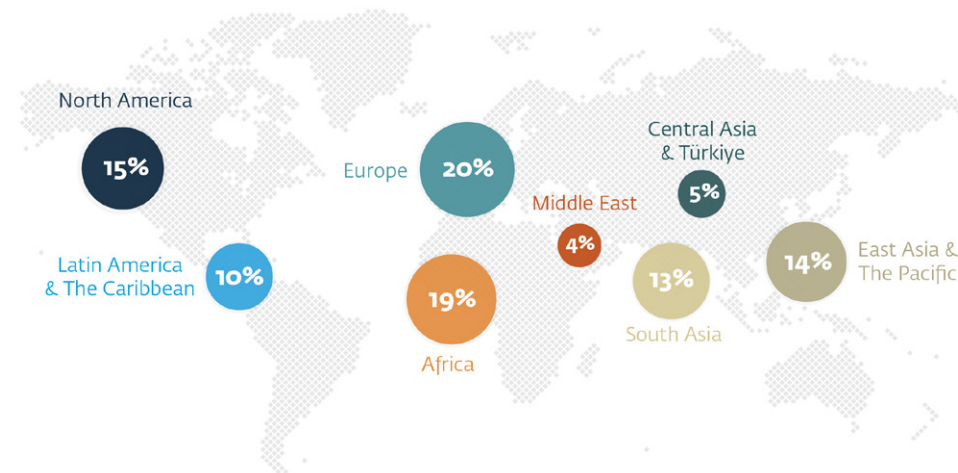 North America
15%
Latin America
& The Caribbean
10%
Europe
20%
Africa
19%
Middle East
4%
Central Asia
& Türkiye
5%
South Asia
13%
East Asia &
The Pacific
14%